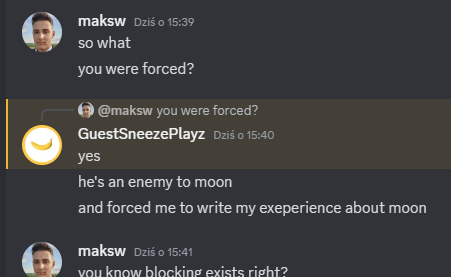 maksw Dziś o 15:39
so what
you were forced?
@maksw you were forced?
GuestSneezePlayz Dziś o 15:40
yes
he's an enemy to moon
and forced me to write my exeperience about moon
maksw Dziś o 15:41
you know blocking exists right?